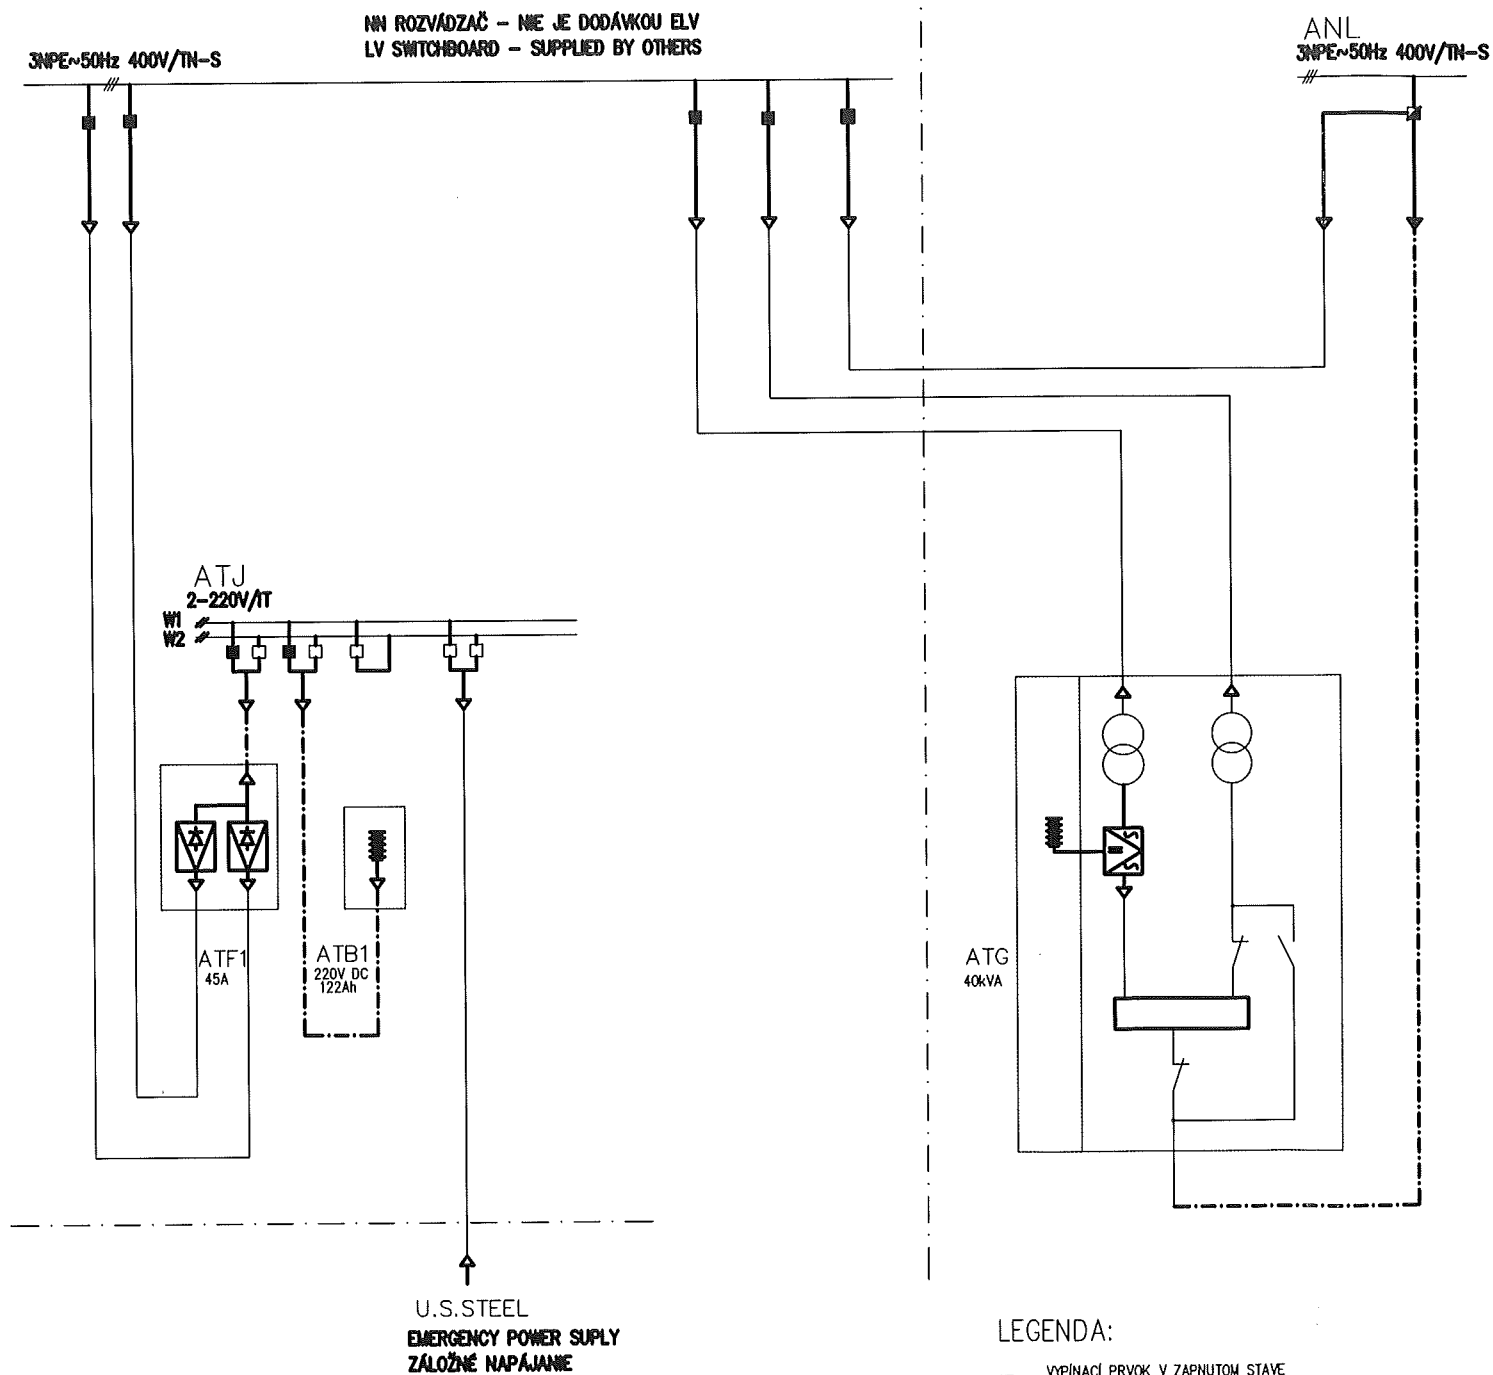 NN ROZVÁDZAČ – NIE JE DODÁVKOU ELV
LV SWITCHBOARD – SUPPLIED BY OTHERS
3NPE~50Hz 400V/TN-S
ANL
3NPE~50Hz 400V/TN-S
ATJ
2-220V/IT
W1
W2
ATF1
45A
ATB1
220V DC
122Ah
ATG
40kVA
U.S.STEEL
EMERGENCY POWER SUPLY
ZÁLOŽNÉ NAPÁJANIE
LEGENDA:
VYPÍNACÍ PRVOK V ZAPNUTOM STAVE